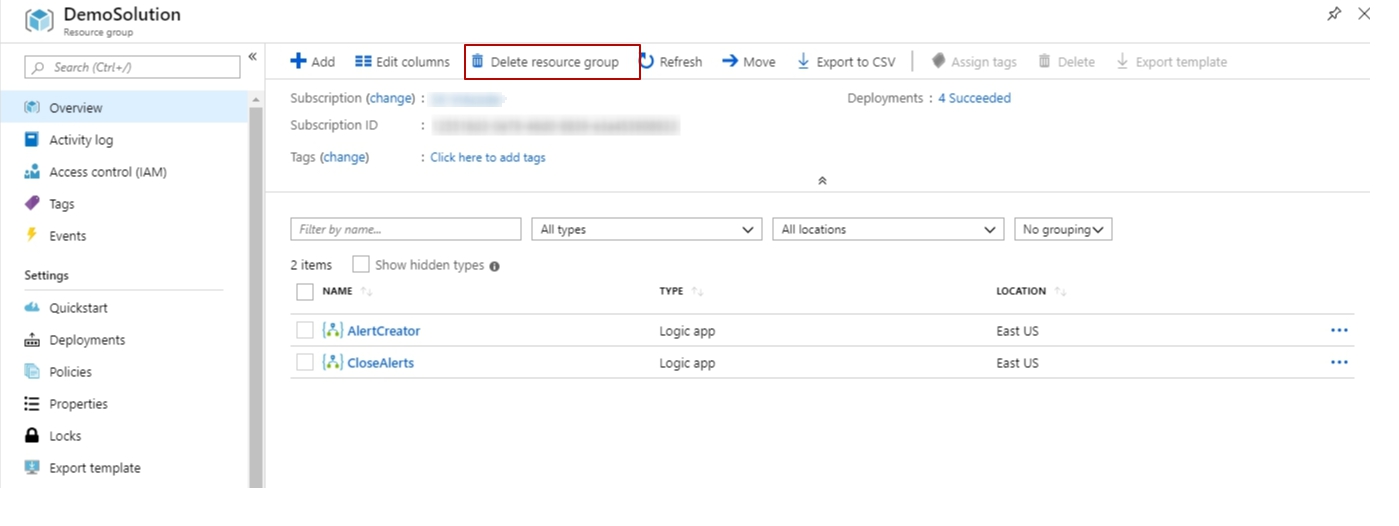 DemoSolution
Resource group
Search (Ctrl+/)
Overview
Activity log
Access control (IAM)
Tags
Events
Settings
Quickstart
Deployments
Policies
Properties
Locks
Export template
Add Edit columns Delete resource group Refresh Move Export to CSV Assign tags Delete Export template
Subscription (change) : Deployments : 4 Succeeded
Subscription ID :
Tags (change) : Click here to add tags
Filter by name... All types All locations No grouping
2 items Show hidden types
NAME TYPE LOCATION
AlertCreator Logic app East US
CloseAlerts Logic app East US